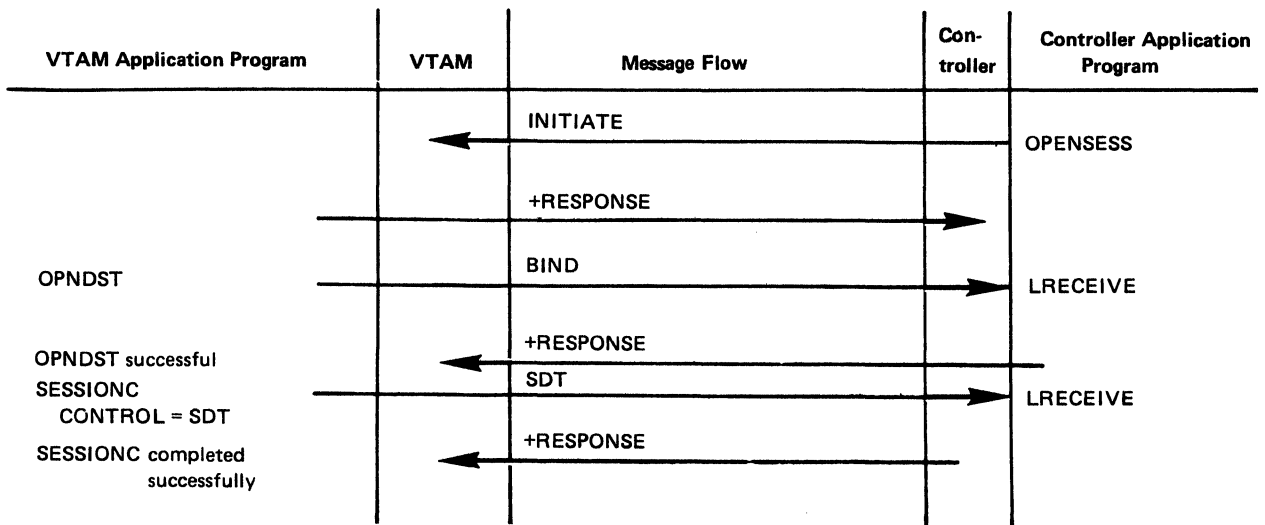 VTAM Application Program
VTAM
Message Flow
Con-
troller
Controller Application
Program
INITIATE
OPENSESS
+RESPONSE
OPNDST
BIND
LRECEIVE
+RESPONSE
OPNDST successful
SESSIONC
CONTROL = SDT
SDT
LRECEIVE
+RESPONSE
SESSIONC completed
successfully